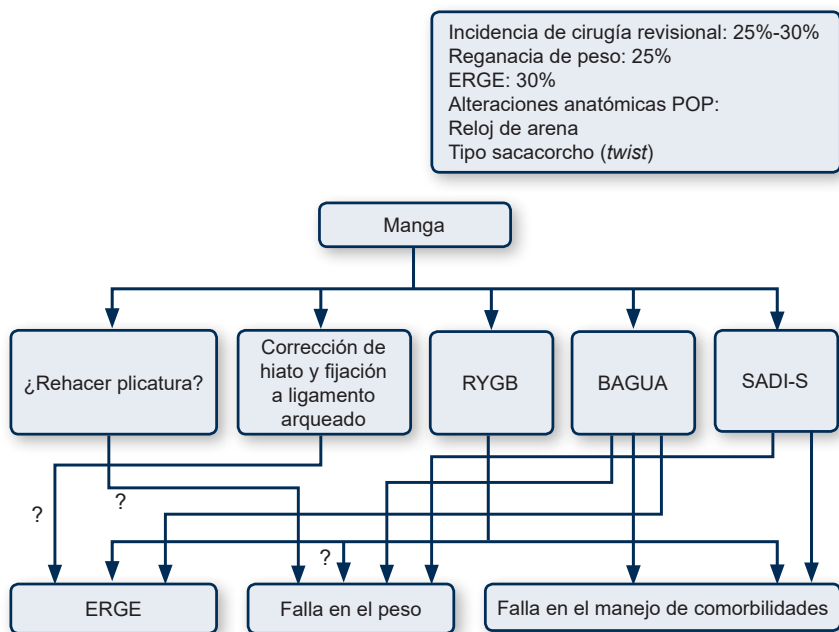 Incidencia de cirugía revisional: 25%-30%
Reganacia de peso: 25%
ERGE: 30%
Alteraciones anatómicas POP:
Reloj de arena
Tipo sacacorcho (twist)
Manga
¿Rehacer plicatura?
Corrección de
hiato y fijación
a ligamento
arqueado
RYGB
BAGUA
SADI-S
?
?
?
ERGE
Falla en el peso
Falla en el manejo de comorbilidades